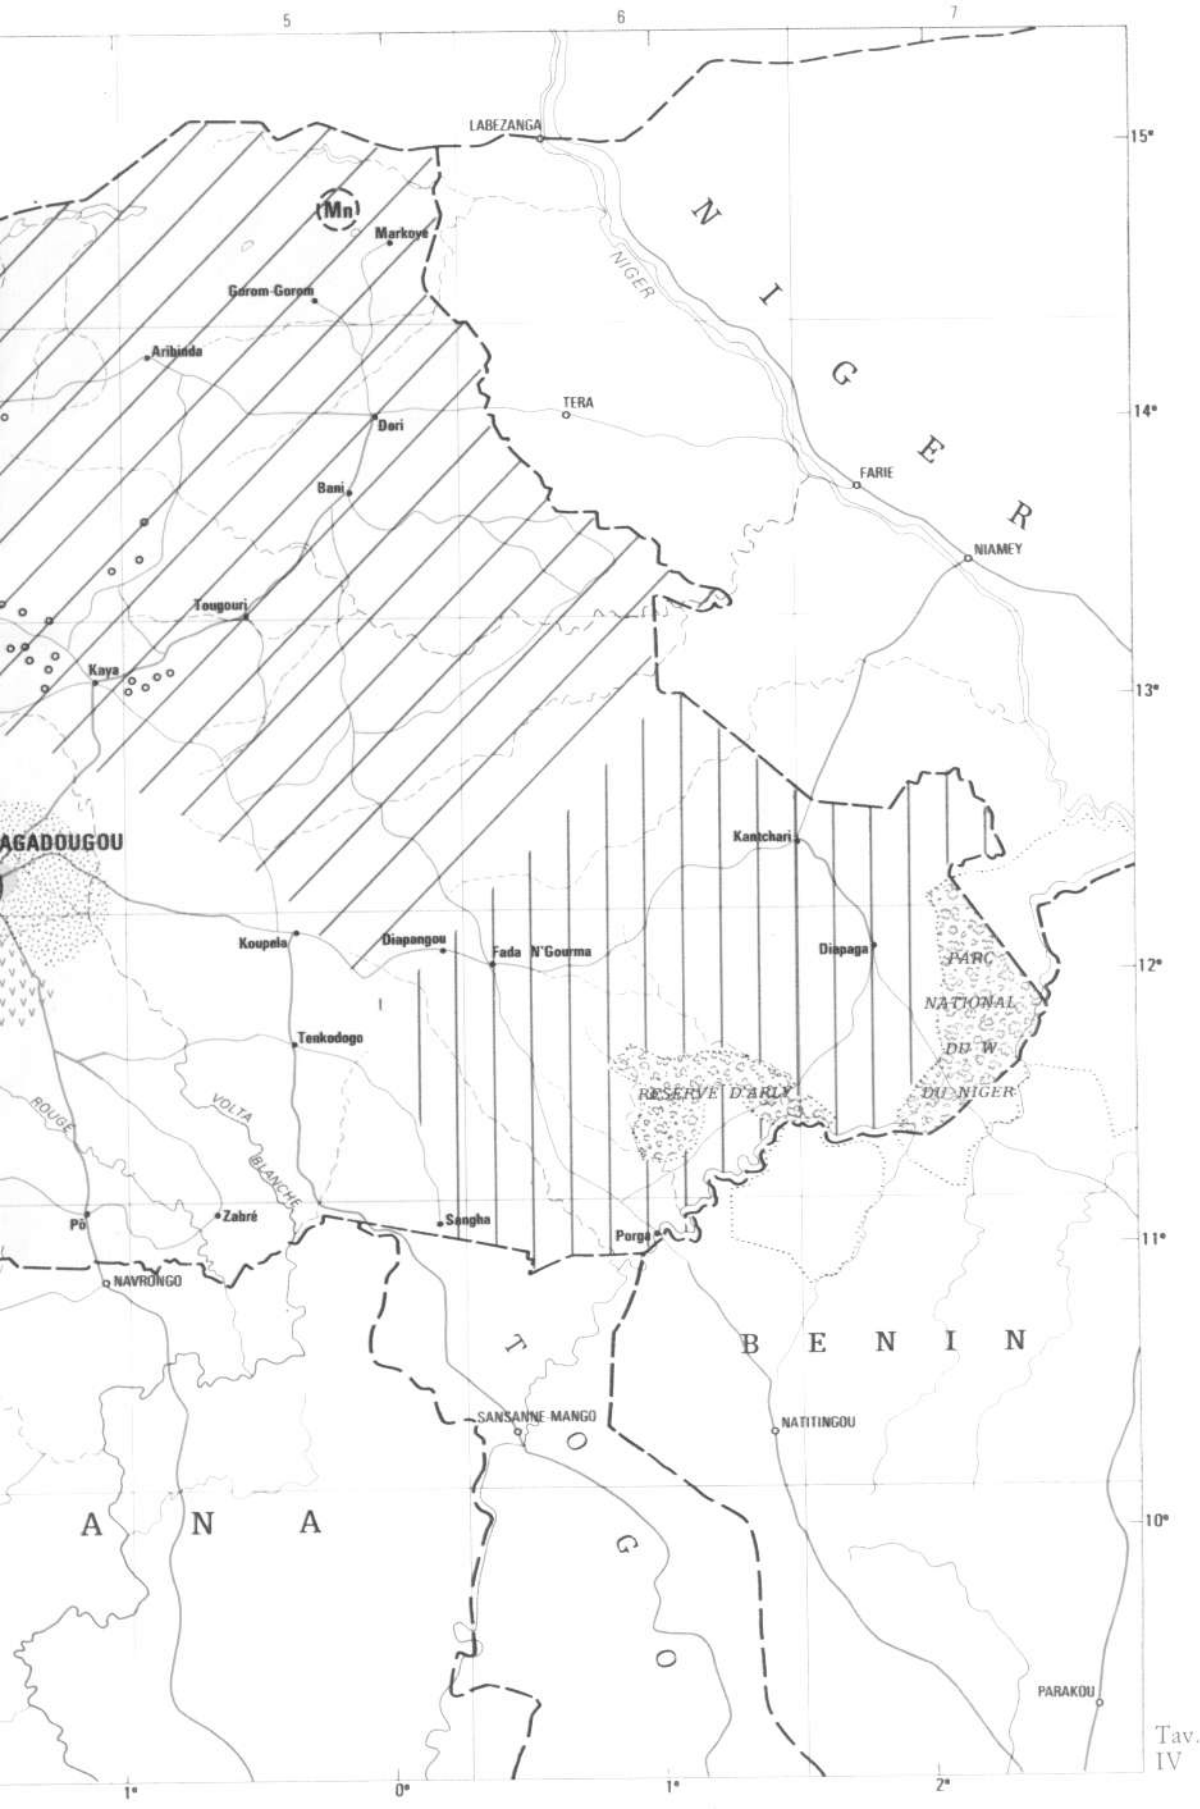 5 6 7
LABEZANGA
15°
N
(Mn)
Markoye
NIGER
Gorom-Gorom
I
Aribinda
G
TERA
14°
Dori
E
FARIE
Bani
R
NIAMEY
Tougouri
Kaya
13°
Kantchari
AGADOUGOU
Koupela
Diapangou
Fada N'Gourma
Diapaga
PARC
12°
NATIONAL
Tenkodogo
DU W
RESERVE D'ARLY
DU NIGER
ROUGE
VOLTA
BLANCHE
Pô
Zabré
Sangha
Porga
11°
NAVRONGO
T
B E N I N
SANSANNE-MANGO
NATITINGOU
O
A N A
10°
G
O
PARAKOU
Tav.
IV
1° 0° 1° 2°